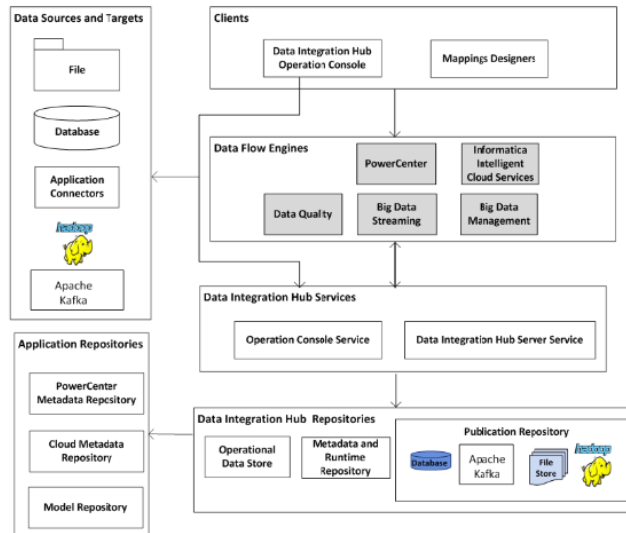 Data Sources and Targets
File
Database
Application
Connectors
hadoop
Apache
Kafka
Application Repositories
PowerCenter
Metadata Repository
Cloud Metadata
Repository
Model Repository
Clients
Data Integration Hub
Operation Console
Mappings Designers
Data Flow Engines
PowerCenter
Informatica
Intelligent
Cloud Services
Data Quality
Big Data
Streaming
Big Data
Management
Data Integration Hub Services
Operation Console Service
Data Integration Hub Server Service
Data Integration Hub Repositories
Operational
Data Store
Metadata and
Runtime
Repository
Publication Repository
Database
Apache
Kafka
File
Store
hadoop